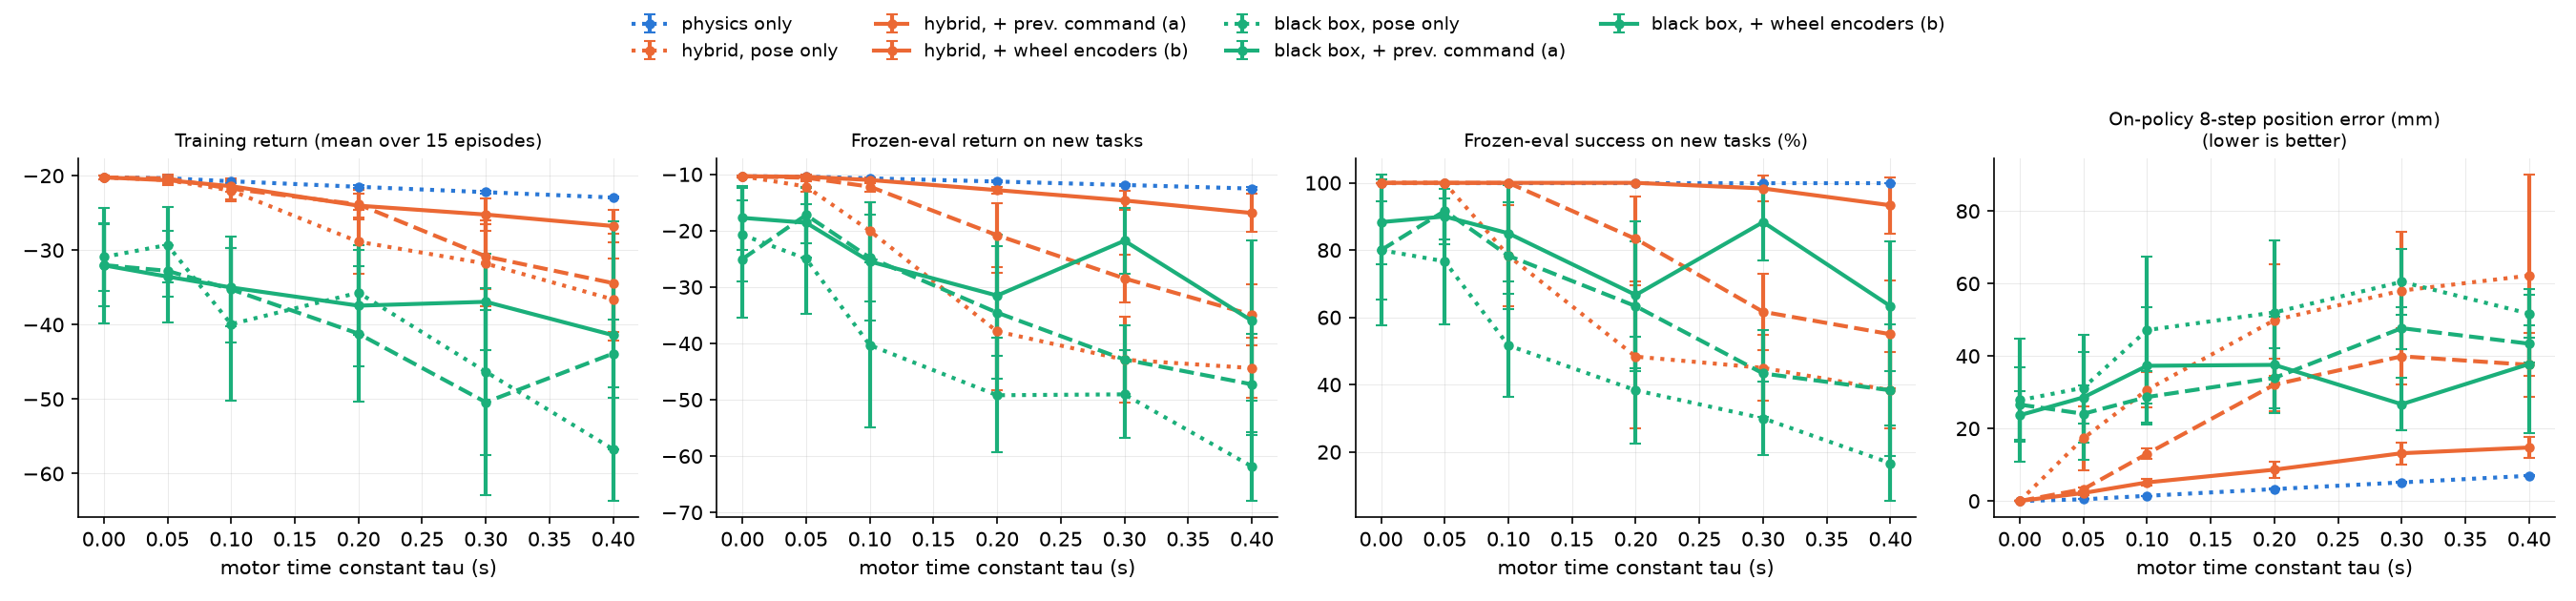 physics only
hybrid, pose only
hybrid, + prev. command (a)
hybrid, + wheel encoders (b)
black box, pose only
black box, + prev. command (a)
black box, + wheel encoders (b)
Training return (mean over 15 episodes)
−20
−30
−40
−50
−60
0.00 0.05 0.10 0.15 0.20 0.25 0.30 0.35 0.40
motor time constant tau (s)
Frozen-eval return on new tasks
−10
−20
−30
−40
−50
−60
−70
0.00 0.05 0.10 0.15 0.20 0.25 0.30 0.35 0.40
motor time constant tau (s)
Frozen-eval success on new tasks (%)
100
80
60
40
20
0.00 0.05 0.10 0.15 0.20 0.25 0.30 0.35 0.40
motor time constant tau (s)
On-policy 8-step position error (mm)
(lower is better)
80
60
40
20
0
0.00 0.05 0.10 0.15 0.20 0.25 0.30 0.35 0.40
motor time constant tau (s)